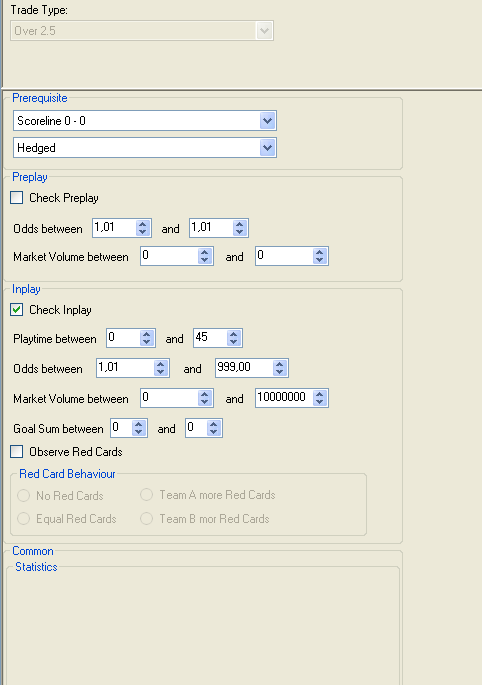 Trade Type:
Over 2.5
Prerequisite
Scoreline 0 - 0
Hedged
Preplay
Check Preplay
Odds between 1,01 and 1,01
Market Volume between 0 and 0
Inplay
Check Inplay
Playtime between 0 and 45
Odds between 1,01 and 999,00
Market Volume between 0 and 10000000
Goal Sum between 0 and 0
Observe Red Cards
Red Card Behaviour
No Red Cards Team A more Red Cards
Equal Red Cards Team B mor Red Cards
Common
Statistics